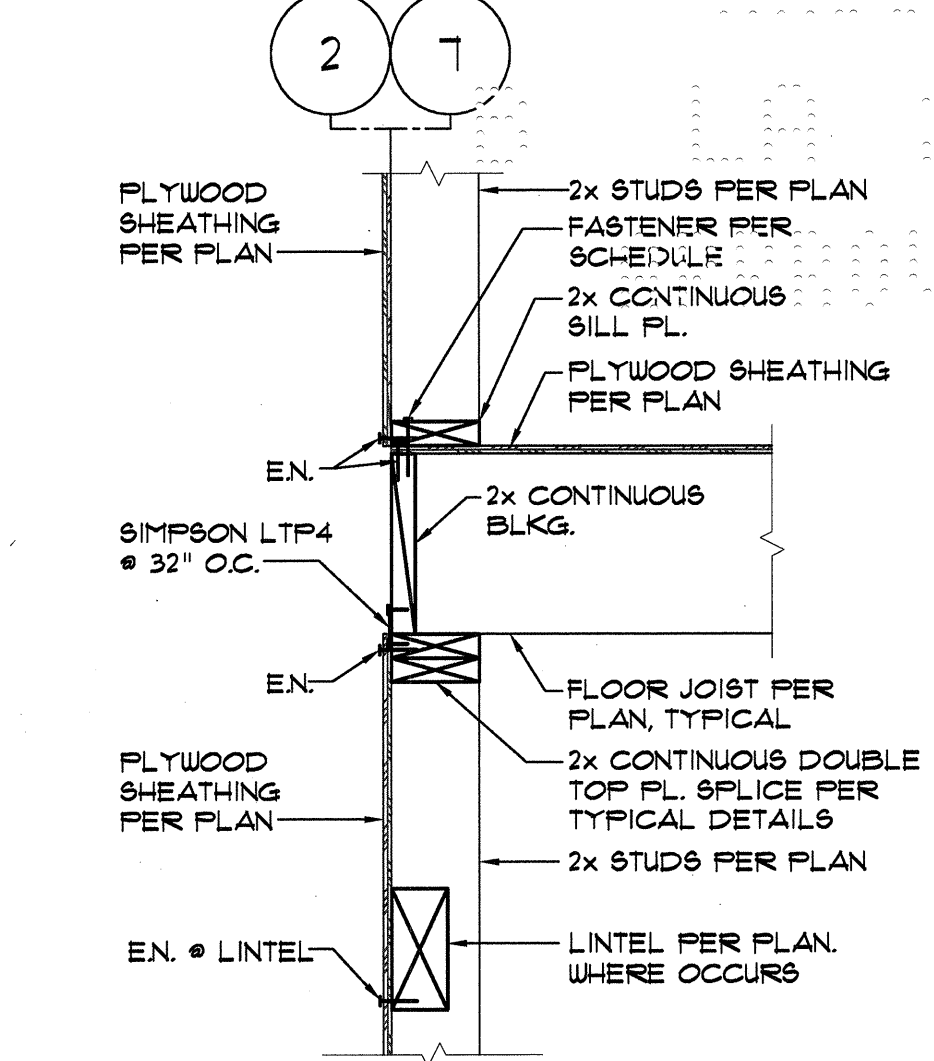 2 7
PLYWOOD
SHEATHING
PER PLAN
2x STUDS PER PLAN
FASTENER PER
SCHEDULE
2x CONTINUOUS
SILL PL.
PLYWOOD SHEATHING
PER PLAN
E.N.
2x CONTINUOUS
BLKG.
SIMPSON LTP4
@ 32" O.C.
E.N.
FLOOR JOIST PER
PLAN, TYPICAL
PLYWOOD
SHEATHING
PER PLAN
2x CONTINUOUS DOUBLE
TOP PL. SPLICE PER
TYPICAL DETAILS
2x STUDS PER PLAN
E.N. @ LINTEL
LINTEL PER PLAN.
WHERE OCCURS